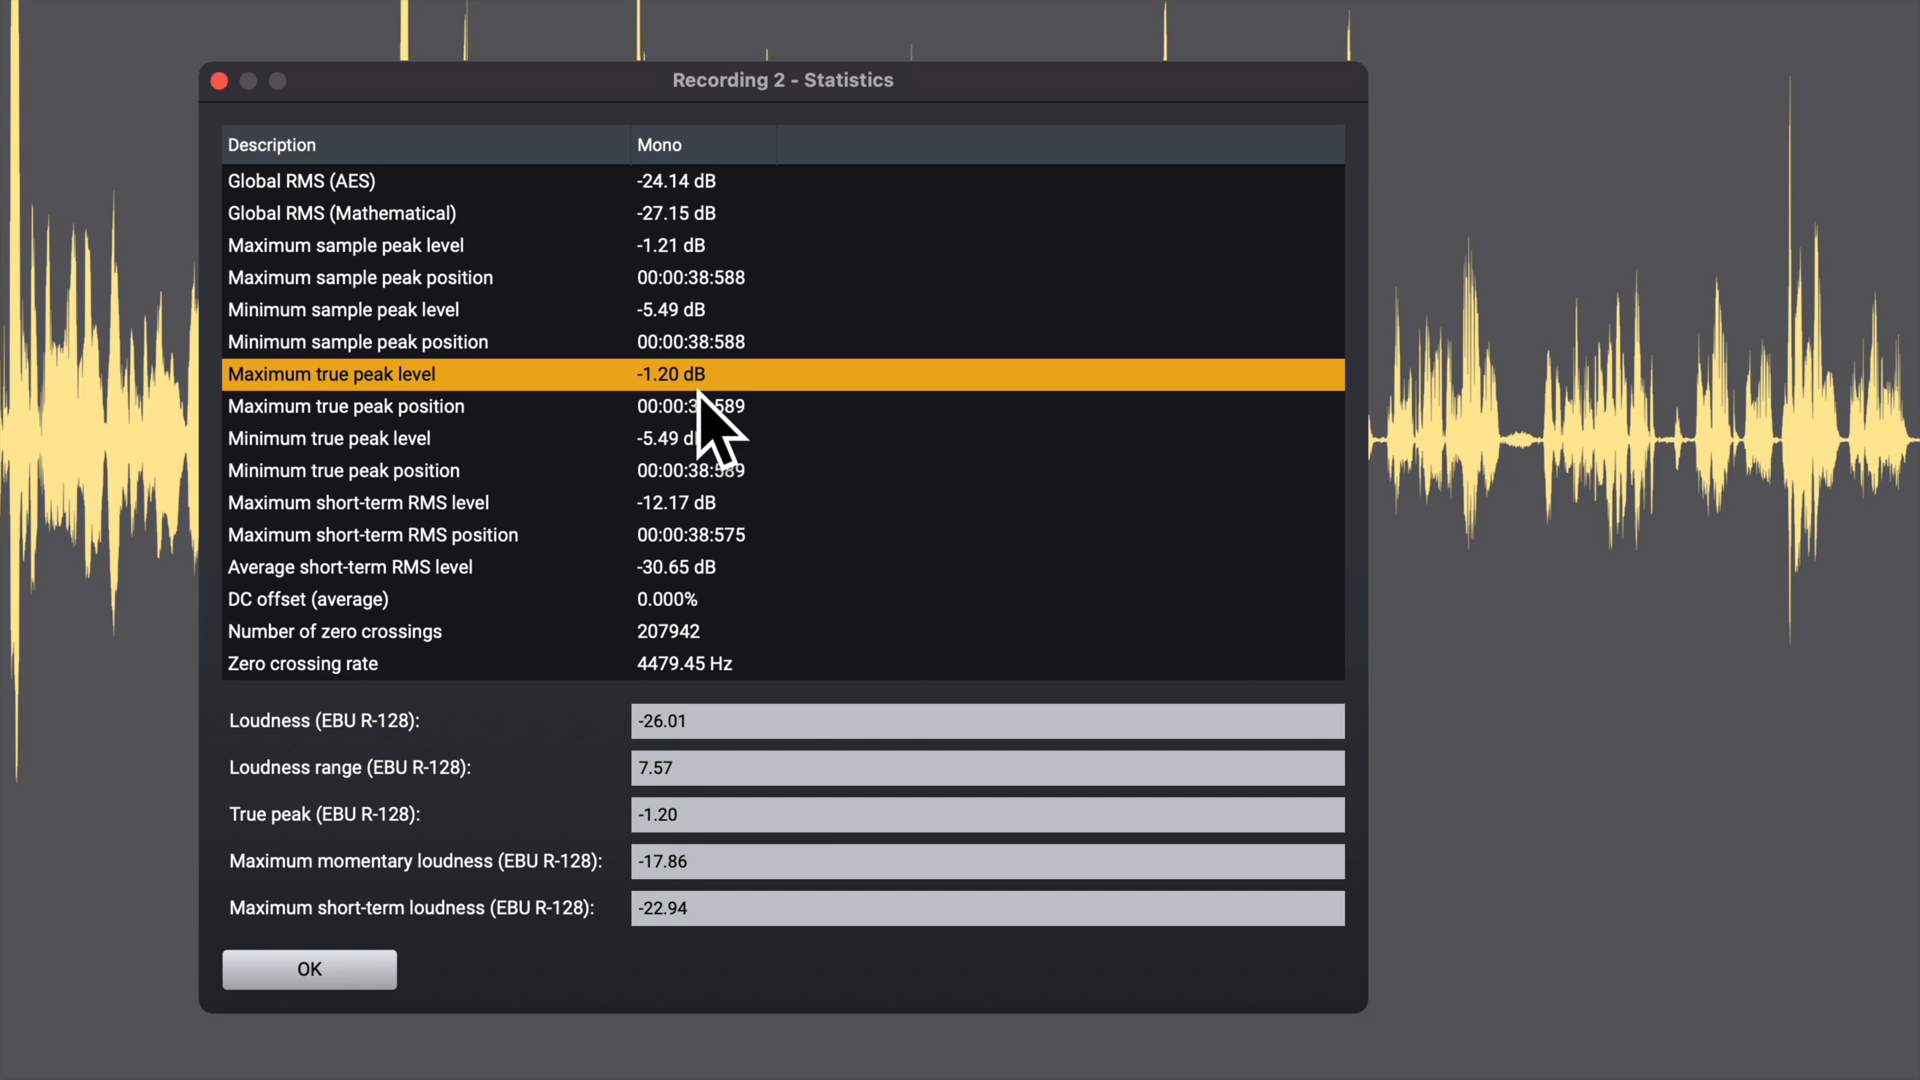 Recording 2 - Statistics
Description Mono
Global RMS (AES) -24.14 dB
Global RMS (Mathematical) -27.15 dB
Maximum sample peak level -1.21 dB
Maximum sample peak position 00:00:38:588
Minimum sample peak level -5.49 dB
Minimum sample peak position 00:00:38:588
Maximum true peak level -1.20 dB
Maximum true peak position
Minimum true peak level -5.49
Minimum true peak position 00:00:38:589
Maximum short-term RMS level -12.17 dB
Maximum short-term RMS position 00:00:38:575
Average short-term RMS level -30.65 dB
DC offset (average) 0.000%
Number of zero crossings 207942
Zero crossing rate 4479.45 Hz
Loudness (EBU R-128): -26.01
Loudness range (EBU R-128): 7.57
True peak (EBU R-128): -1.20
Maximum momentary loudness (EBU R-128): -17.86
Maximum short-term loudness (EBU R-128): -22.94
OK